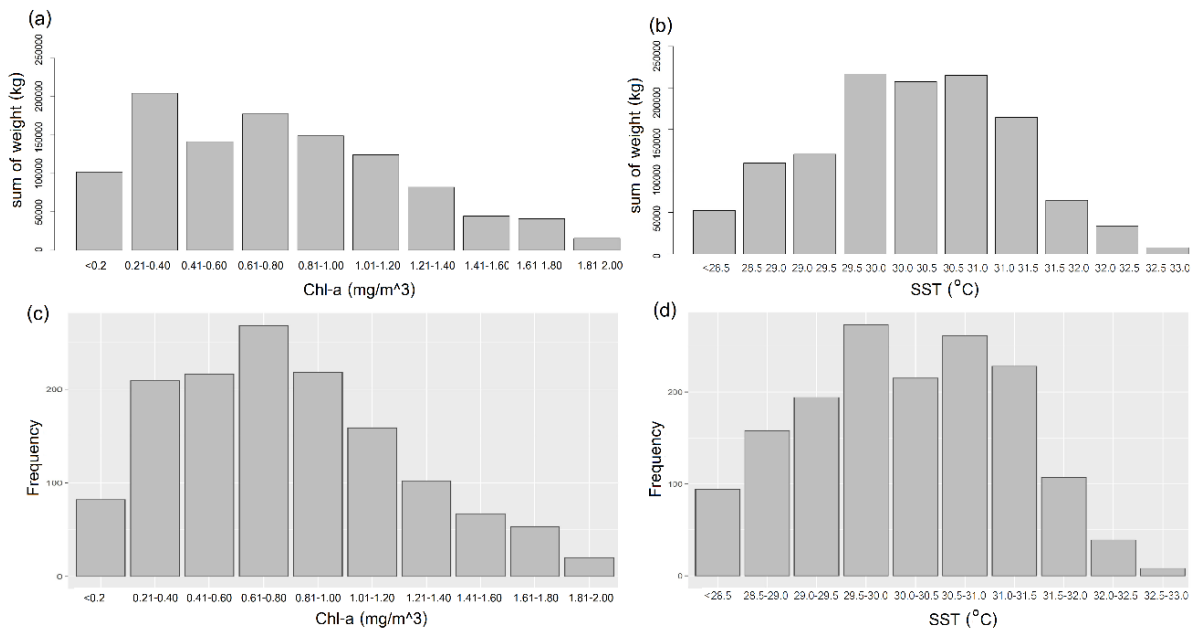 (a)
sum of weight (kg)
250000
200000
150000
100000
50000
0
<0.2 0.21-0.40 0.41-0.60 0.61-0.80 0.81-1.00 1.01-1.20 1.21-1.40 1.41-1.60 1.61 1.80 1.81 2.00
Chl-a (mg/m^3)
(b)
sum of weight (kg)
250000
200000
150000
100000
50000
0
<28.5 28.5 29.0 29.0 29.5 29.5 30.0 30.0 30.5 30.5 31.0 31.0 31.5 31.5 32.0 32.0 32.5 32.5 33.0
SST (°C)
(c)
Frequency
200
100
0
<0.2 0.21-0.40 0.41-0.60 0.61-0.80 0.81-1.00 1.01-1.20 1.21-1.40 1.41-1.60 1.61-1.80 1.81-2.00
Chl-a (mg/m^3)
(d)
Frequency
200
100
0
<28.5 28.5-29.0 29.0-29.5 29.5-30.0 30.0-30.5 30.5-31.0 31.0-31.5 31.5-32.0 32.0-32.5 32.5-33.0
SST (°C)